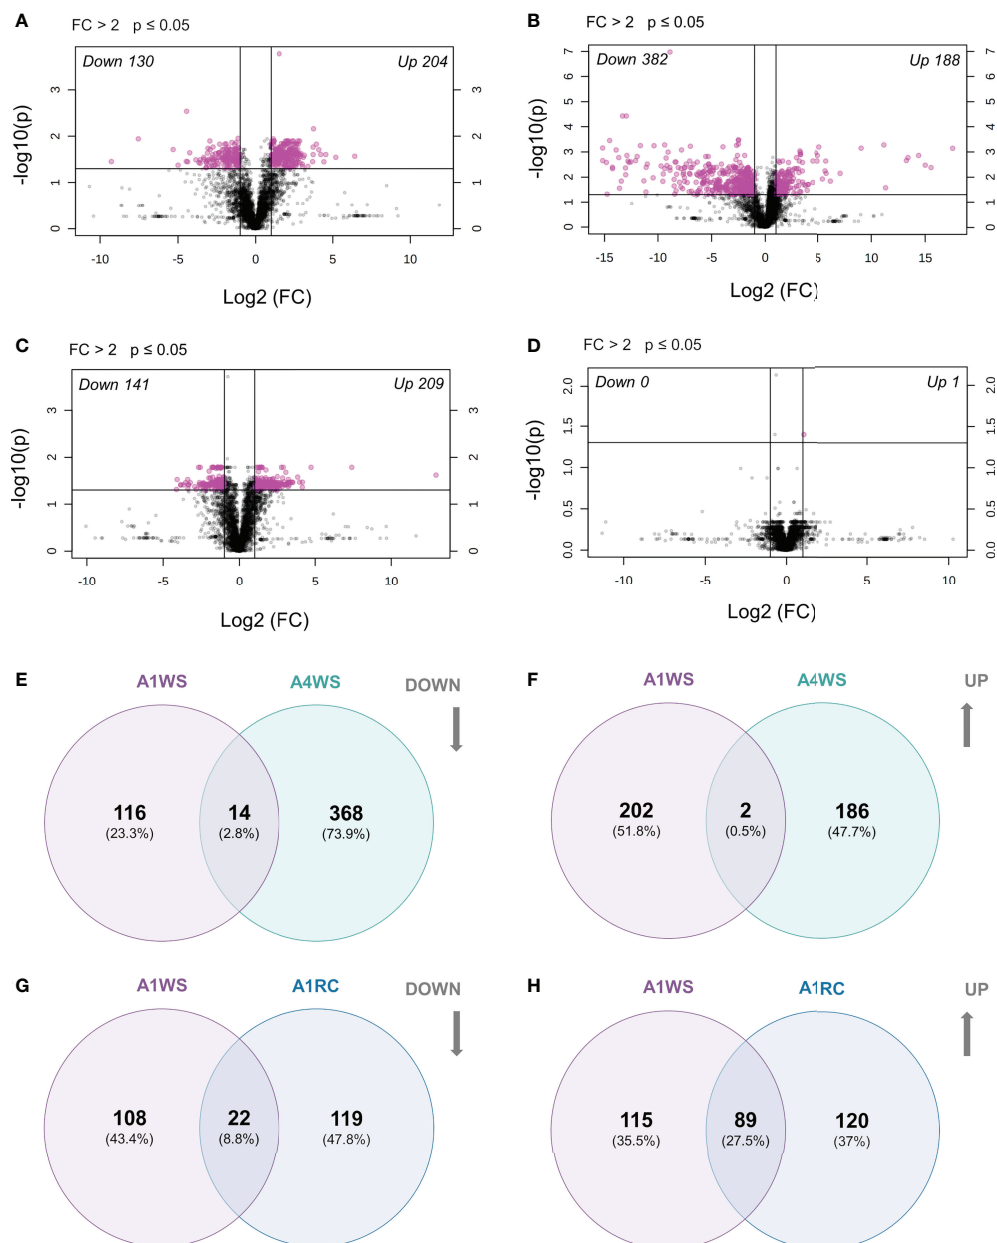 A
FC > 2 p ≤ 0.05
Down 130
Up 204
-log10(p)
3
2
1
0
3
2
1
0
-10 -5 0 5 10
Log2 (FC)
B
FC > 2 p ≤ 0.05
Down 382
Up 188
-log10(p)
7
6
5
4
3
2
1
0
7
6
5
4
3
2
1
0
-15 -10 -5 0 5 10 15
Log2 (FC)
C
FC > 2 p ≤ 0.05
Down 141
Up 209
-log10(p)
3
2
1
0
3
2
1
0
-10 -5 0 5 10
Log2 (FC)
D
FC > 2 p ≤ 0.05
Down 0
Up 1
-log10(p)
2.0
1.5
1.0
0.5
0.0
2.0
1.5
1.0
0.5
0.0
-10 -5 0 5 10
Log2 (FC)
E
A1WS A4WS
DOWN
116 14 368
(23.3%) (2.8%) (73.9%)
F
A1WS A4WS
UP
202 2 186
(51.8%) (0.5%) (47.7%)
G
A1WS A1RC
DOWN
108 22 119
(43.4%) (8.8%) (47.8%)
H
A1WS A1RC
UP
115 89 120
(35.5%) (27.5%) (37%)